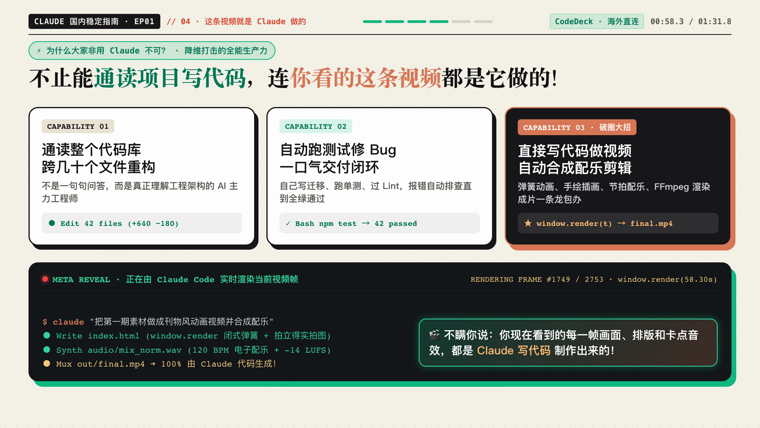 CLAUDE 国内稳定指南 · EP01
// 04 · 这条视频就是 Claude 做的
CodeDeck · 海外直连
00:58.3 / 01:31.8
⚡ 为什么大家非用 Claude 不可？ · 降维打击的全能生产力
不止能通读项目写代码，连你看的这条视频都是它做的!
CAPABILITY 01
通读整个代码库
跨几十个文件重构
不是一句句问答，而是真正理解工程架构的 AI 主
力工程师
● Edit 42 files (+640 −180)
CAPABILITY 02
自动跑测试修 Bug
一口气交付闭环
自己写迁移、跑单测、过 Lint，报错自动排查直
到全绿通过
✓ Bash npm test → 42 passed
CAPABILITY 03 · 破圈大招
直接写代码做视频
自动合成配乐剪辑
弹簧动画、手绘插画、节拍配乐、FFmpeg 渲染
成片一条龙包办
★ window.render(t) → final.mp4
META REVEAL · 正在由 Claude Code 实时渲染当前视频帧
RENDERING FRAME #1749 / 2753 · window.render(58.30s)
$ claude "把第一期素材做成刊物风动画视频并合成配乐"
● Write index.html (window.render 闭式弹簧 + 拍立得实拍图)
● Synth audio/mix_norm.wav (120 BPM 电子配乐 + -14 LUFS)
● Mux out/final.mp4 → 100% 由 Claude 代码生成!
🎬 不瞒你说：你现在看到的每一帧画面、排版和卡点音
效，都是 Claude 写代码 制作出来的!